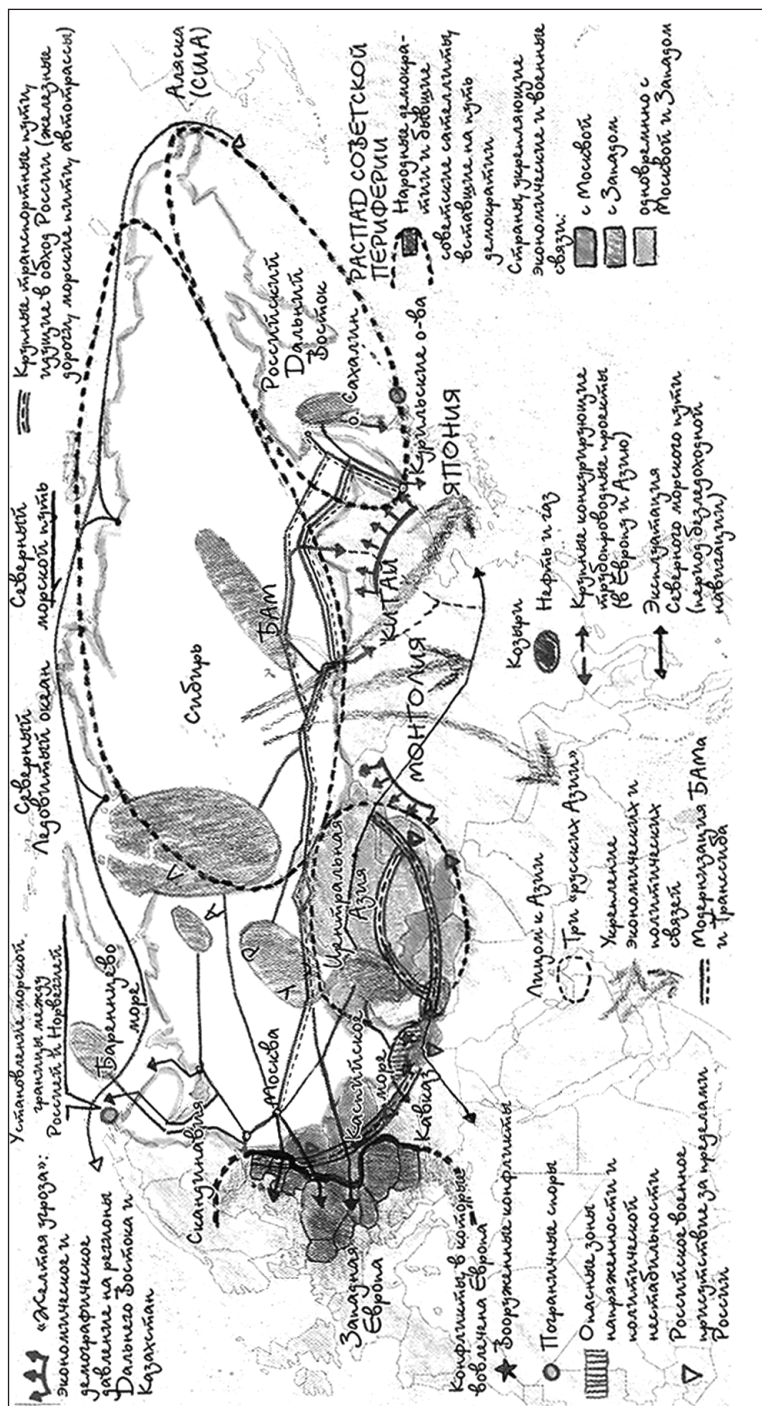 «Желтая угроза»:
экономическое и
демографическое
давление на регионы
Дальнего Востока и
Казахстан
Установление морской
границы между
Россией и Норвегией
Северный
Ледовитый океан
Северный
морской путь
Крупные транспортные пути,
идущие в обход России (железные
дороги, морские пути, автотрассы)
Аляска
(США)
Баренцево
море
Скандинавия
Москва
Сибирь
БАМ
Российский
Дальний
Восток
о. Сахалин
Курильские о-ва
ЯПОНИЯ
КИТАЙ
МОНГОЛИЯ
Центральная
Азия
Каспийское
море
Кавказ
Западная
Европа
РАСПАД СОВЕТСКОЙ
ПЕРИФЕРИИ
Народные демокра-
тии и бывшие
советские сателлиты,
вставшие на путь
демократии
Страны, укрепляющие
экономические и военные
связи:
с Москвой
с Западом
одновременно с
Москвой и Западом
Конфликты, в которые
вовлечена Европа
Вооруженные конфликты
Пограничные споры
Опасные зоны
напряженности и
политической
нестабильности
Российское военное
присутствие за пределами
России
Лицом к Азии
Три «русских Азии»
Укрепление
экономических и
политических
связей
Модернизация БАМа
и Транссиба
Козыри
Нефть и газ
Крупные конкурирующие
трубопроводные проекты
(в Европу и Азию)
Эксплуатация
Северного морского пути
(период безледоходной
навигации)